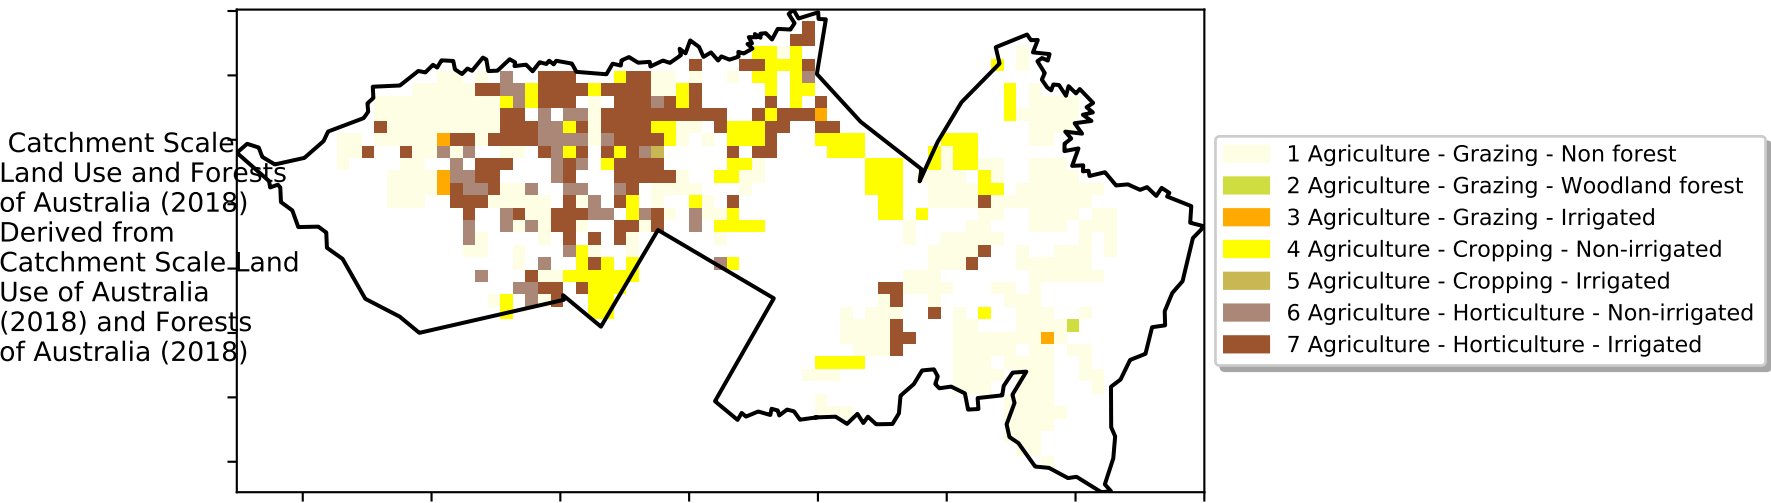 Catchment Scale
Land Use and Forests
of Australia (2018)
Derived from
Catchment Scale Land
Use of Australia
(2018) and Forests
of Australia (2018)
1 Agriculture - Grazing - Non forest
2 Agriculture - Grazing - Woodland forest
3 Agriculture - Grazing - Irrigated
4 Agriculture - Cropping - Non-irrigated
5 Agriculture - Cropping - Irrigated
6 Agriculture - Horticulture - Non-irrigated
7 Agriculture - Horticulture - Irrigated